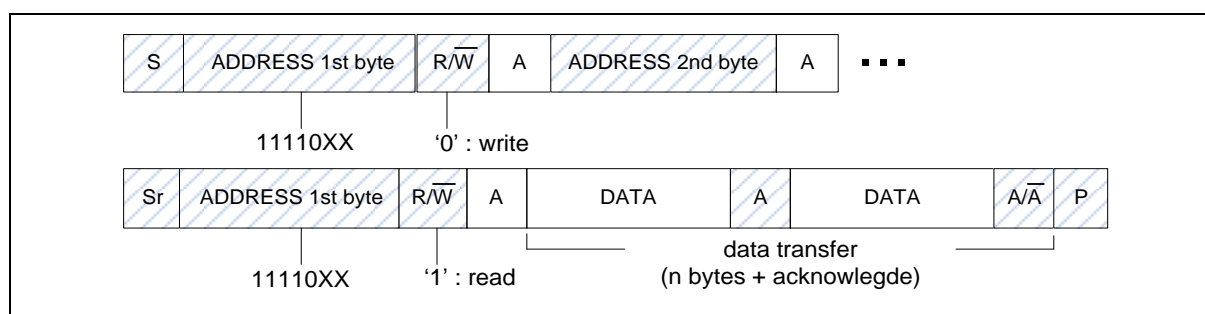 S ADDRESS 1st byte R/W̅ A ADDRESS 2nd byte A ▪ ▪ ▪
11110XX ‘0’ : write
Sr ADDRESS 1st byte R/W̅ A DATA A DATA A/A̅ P
data transfer
11110XX ‘1’ : read (n bytes + acknowlegde)